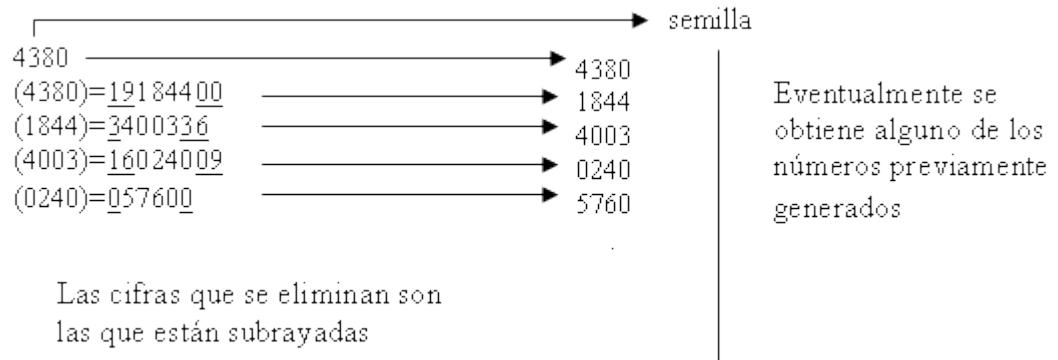 semilla
4380 4380
(4380)=19184400 1844
(1844)=3400336 4003
(4003)=16024009 0240
(0240)=057600 5760
Eventualmente se
obtiene alguno de los
números previamente
generados
Las cifras que se eliminan son
las que están subrayadas